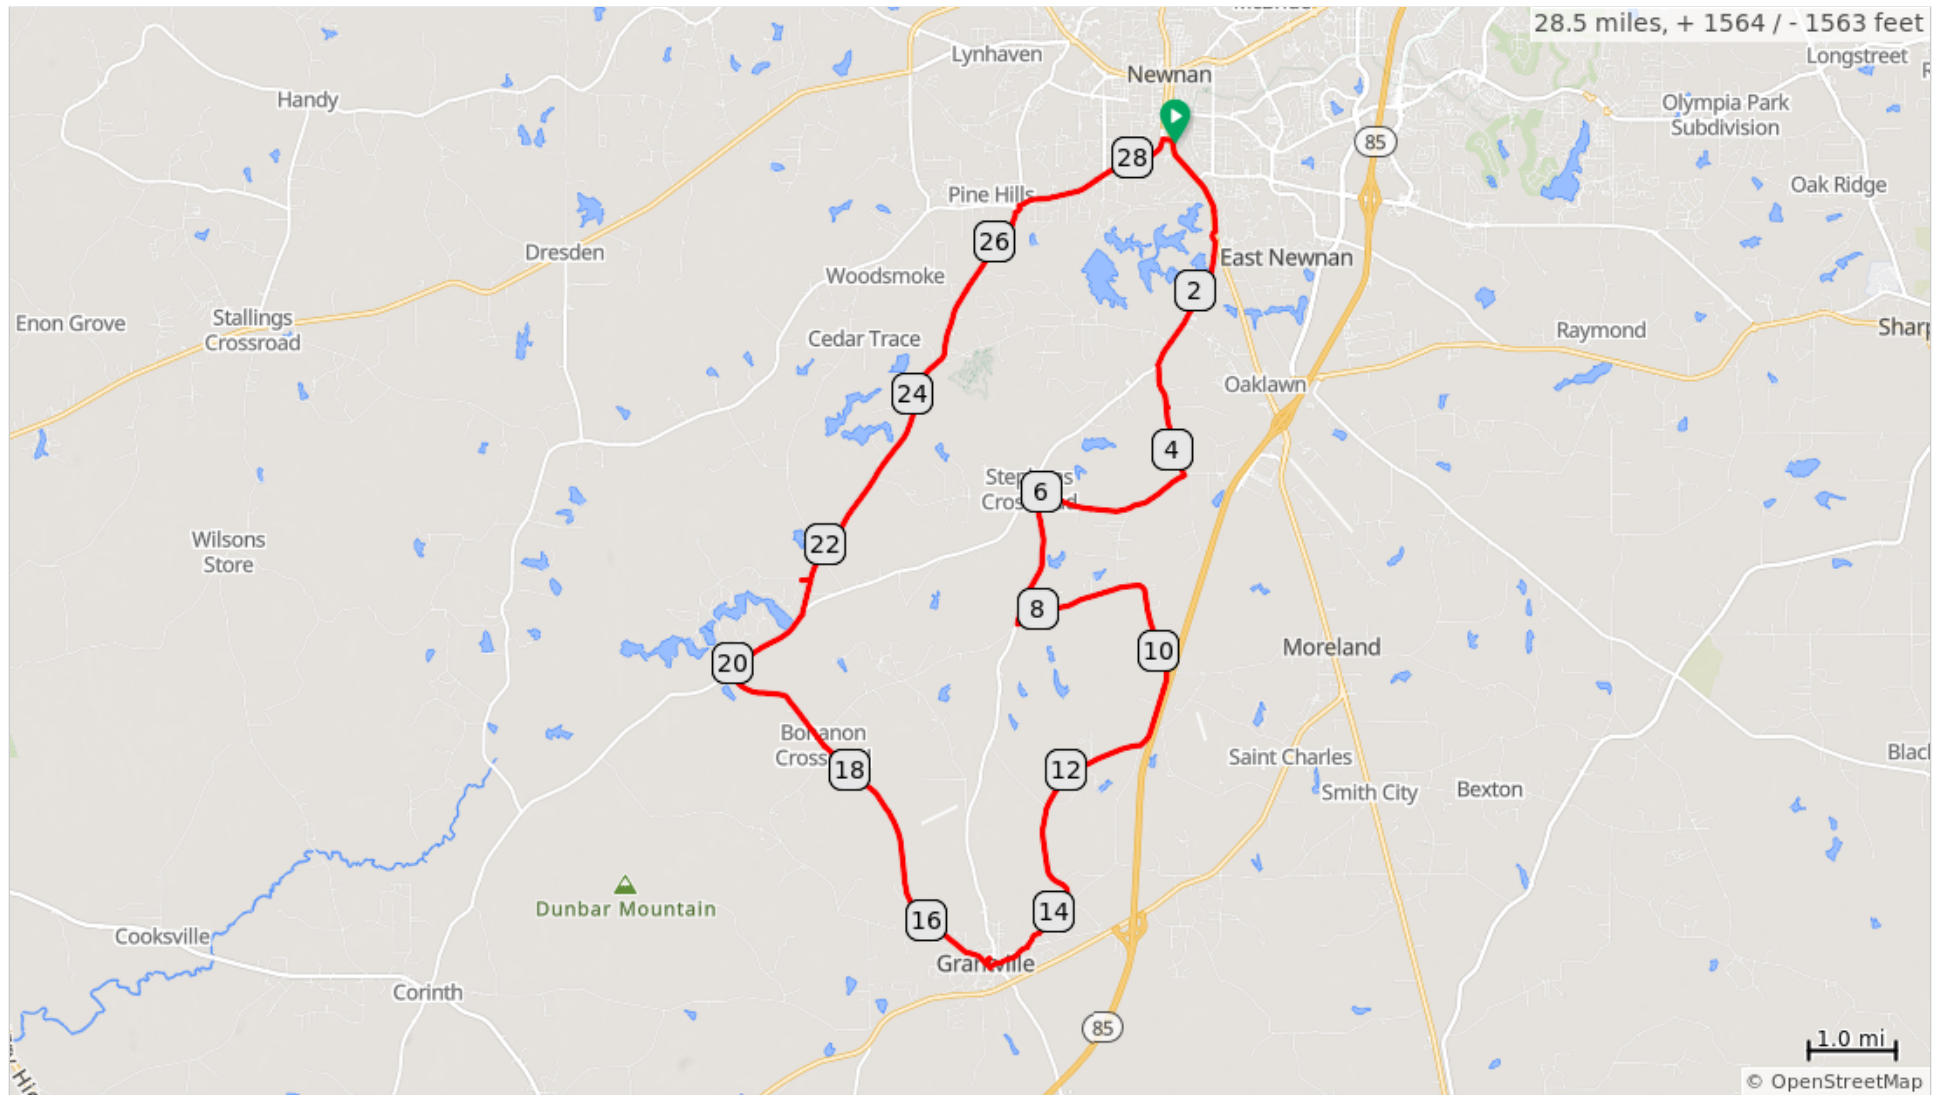 28.5 miles, + 1564 / - 1563 feet
Lynhaven
Longstreet
Newnan
Handy
Olympia Park
Subdivision
85
28
Oak Ridge
Pine Hills
26
Dresden
East Newnan
Woodsmoke
2
Enon Grove
Stallings
Crossroad
Cedar Trace
Raymond
Oaklawn
24
4
6
22
Wilsons
Store
8
10
Moreland
20
18
12
Saint Charles
Smith City
Bexton
Dunbar Mountain
16
14
Cooksville
Corinth
85
1.0 mi
© OpenStreetMap